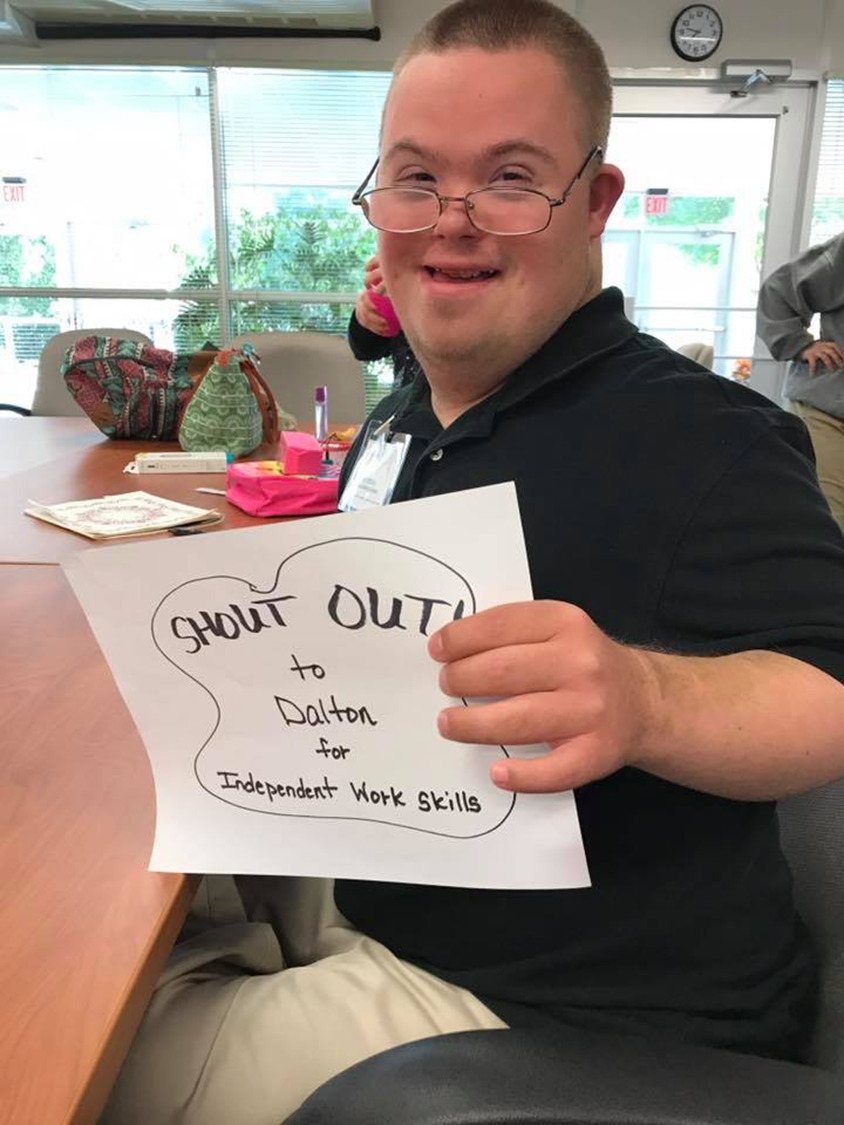 EXIT
EXIT
SHOUT OUT!
to
Dalton
for
Independent Work Skills